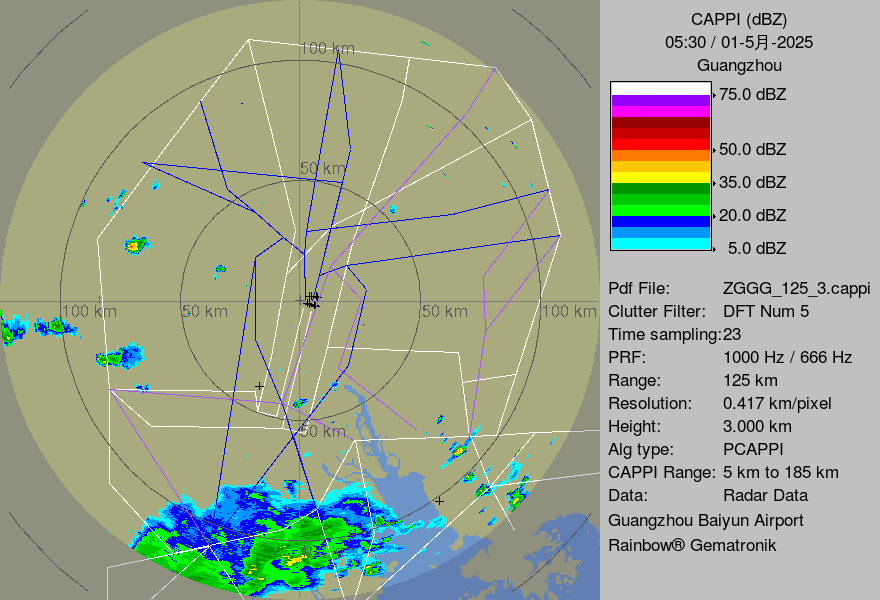 100 km
50 km
100 km
50 km
50 km
100 km
50 km
CAPPI (dBZ)
05:30 / 01-5月-2025
Guangzhou
75.0 dBZ
50.0 dBZ
35.0 dBZ
20.0 dBZ
5.0 dBZ
Pdf File: ZGGG_125_3.cappi
Clutter Filter: DFT Num 5
Time sampling:23
PRF: 1000 Hz / 666 Hz
Range: 125 km
Resolution: 0.417 km/pixel
Height: 3.000 km
Alg type: PCAPPI
CAPPI Range: 5 km to 185 km
Data: Radar Data
Guangzhou Baiyun Airport
Rainbow® Gematronik